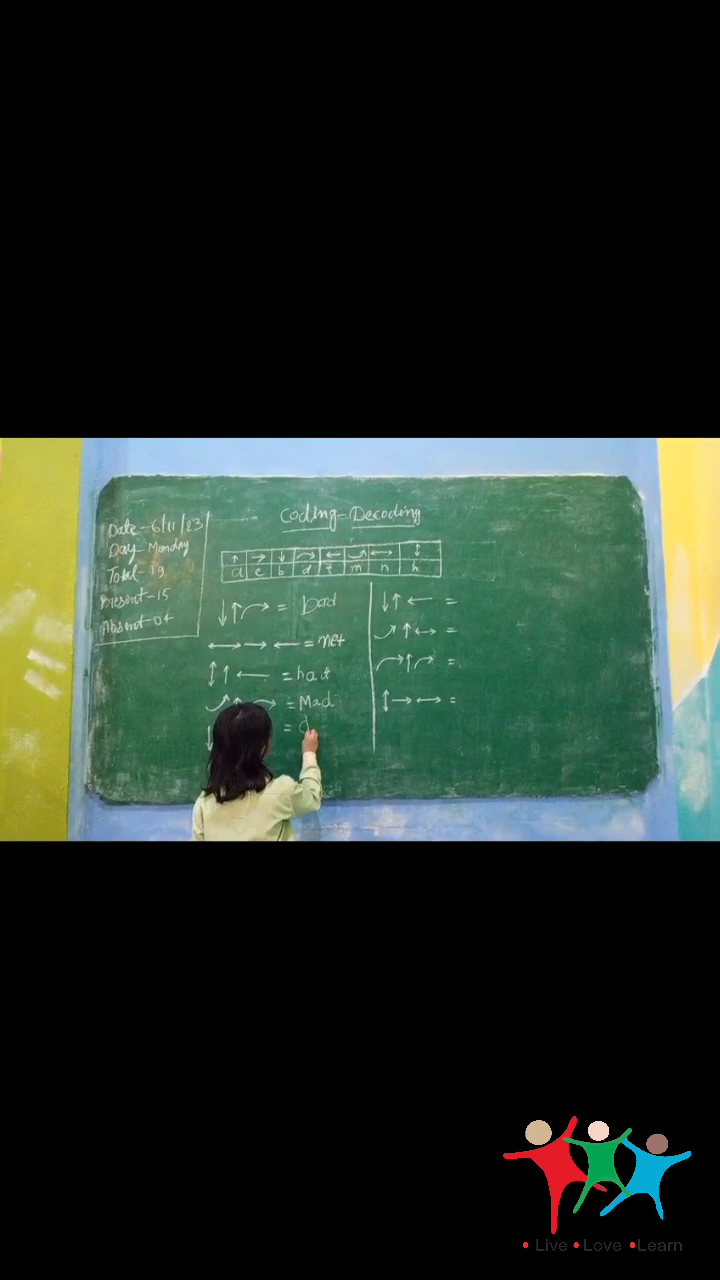 Coding-Decoding
Date-6/11/23
Day-Monday
Total-19
Present-15
Absent-04
↑ → ↓ ↷ ← ⤴ ↔ ↕
a e b d t m n h
↓ ↑ ↷ = bad
↔ → ← = net
↕ ↑ ← = hat
⤴ ↑ ↷ = Mad
↓ = d
↓ ↑ ← =
⤴ ↑ ↔ =
↷ ↑ ↷ =
↕ → ↔ =
• Live • Love • Learn